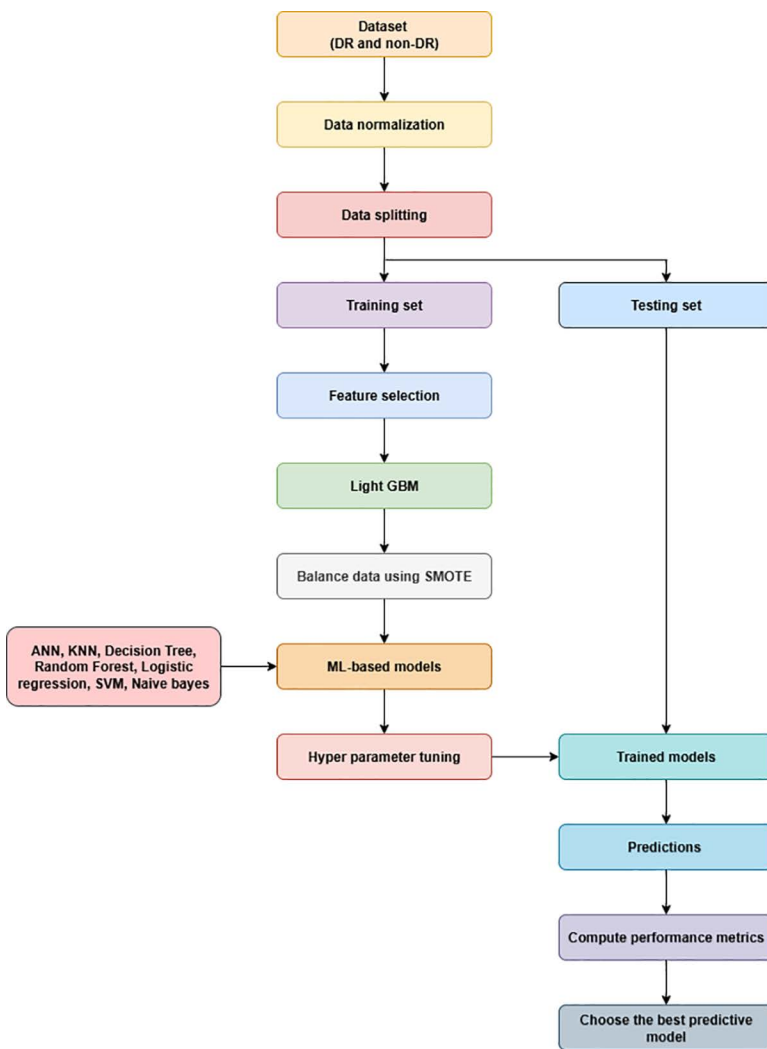 Dataset
(DR and non-DR)
Data normalization
Data splitting
Training set
Testing set
Feature selection
Light GBM
Balance data using SMOTE
ANN, KNN, Decision Tree,
Random Forest, Logistic
regression, SVM, Naive bayes
ML-based models
Hyper parameter tuning
Trained models
Predictions
Compute performance metrics
Choose the best predictive
model